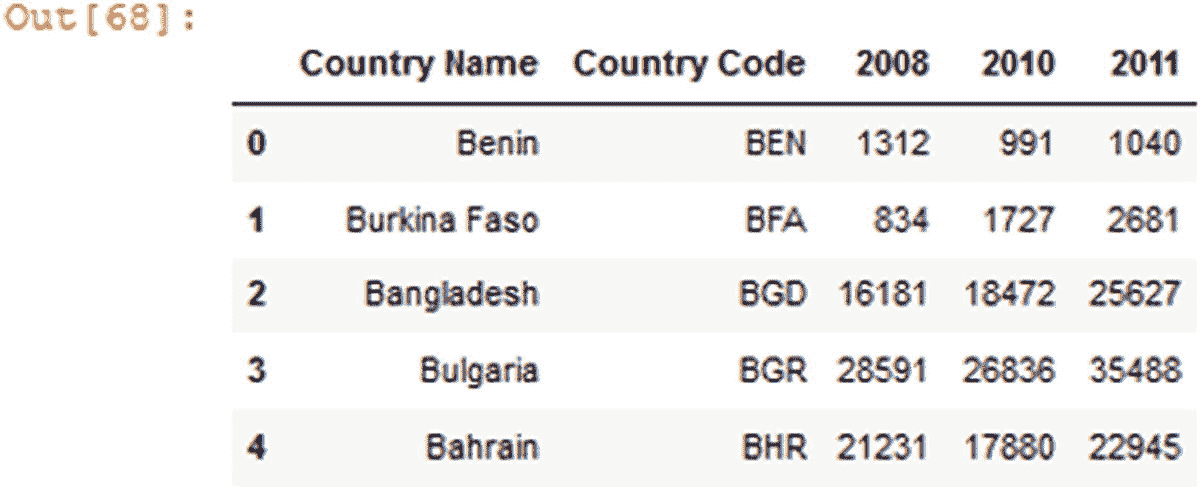 Out[68]:
Country Name Country Code 2008 2010 2011
0 Benin BEN 1312 991 1040
1 Burkina Faso BFA 834 1727 2681
2 Bangladesh BGD 16181 18472 25627
3 Bulgaria BGR 28591 26836 35488
4 Bahrain BHR 21231 17880 22945